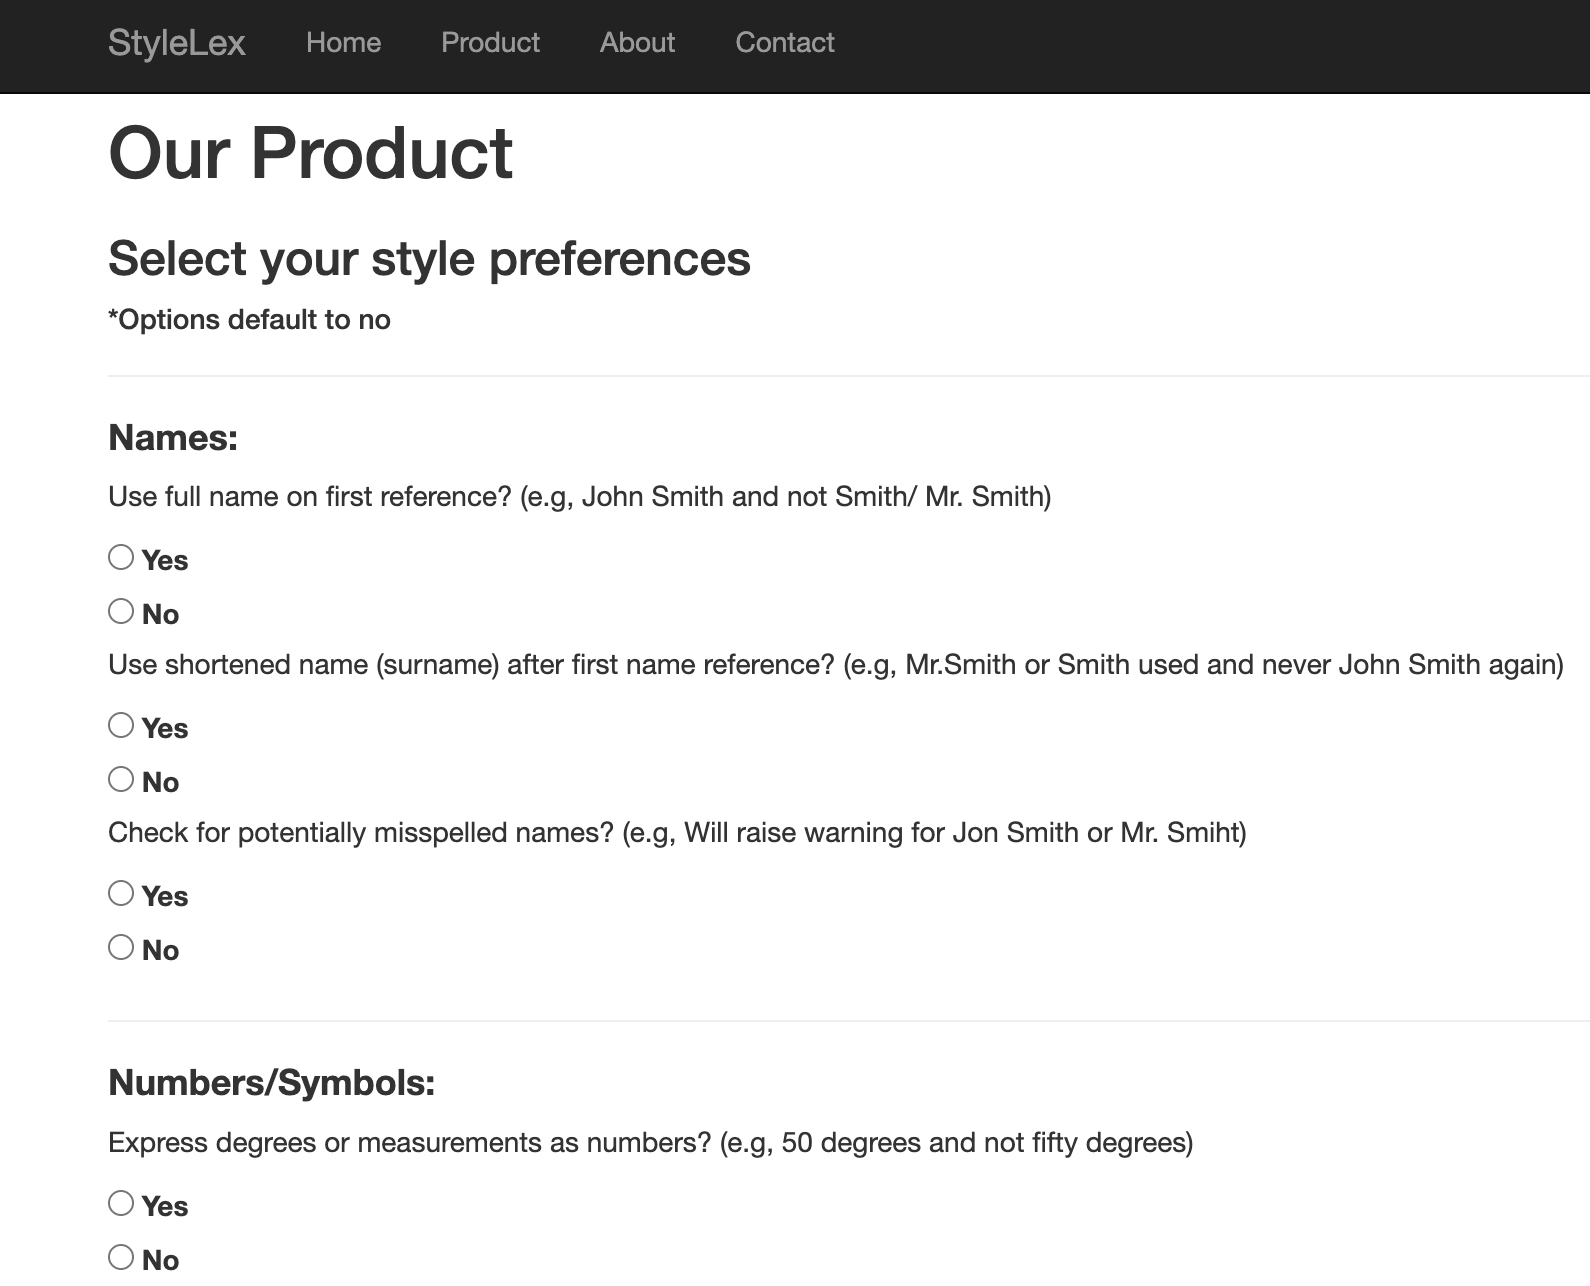 StyleLex Home Product About Contact
Our Product
Select your style preferences
*Options default to no
Names:
Use full name on first reference? (e.g, John Smith and not Smith/ Mr. Smith)
Yes
No
Use shortened name (surname) after first name reference? (e.g, Mr.Smith or Smith used and never John Smith again)
Yes
No
Check for potentially misspelled names? (e.g, Will raise warning for Jon Smith or Mr. Smiht)
Yes
No
Numbers/Symbols:
Express degrees or measurements as numbers? (e.g, 50 degrees and not fifty degrees)
Yes
No